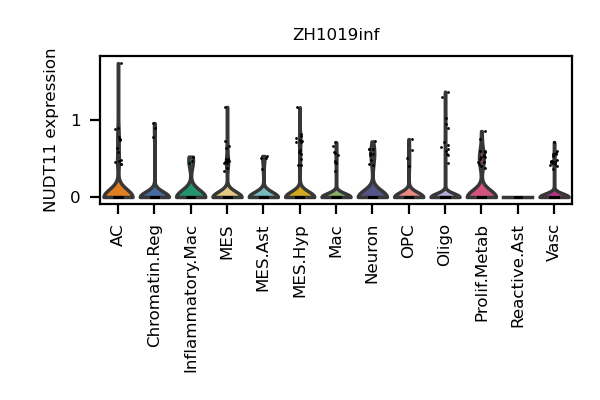 ZH1019inf
NUDT11 expression
1
0
AC
Chromatin.Reg
Inflammatory.Mac
MES
MES.Ast
MES.Hyp
Mac
Neuron
OPC
Oligo
Prolif.Metab
Reactive.Ast
Vasc